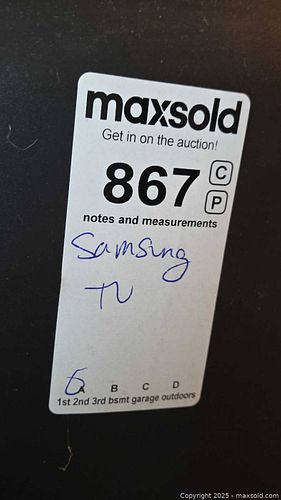 maxsold
Get in on the auction!
867 C
P
notes and measurements
Samsung
TV
A B C D
1st 2nd 3rd bsmt garage outdoors
Copyright 2025 - maxsold.com